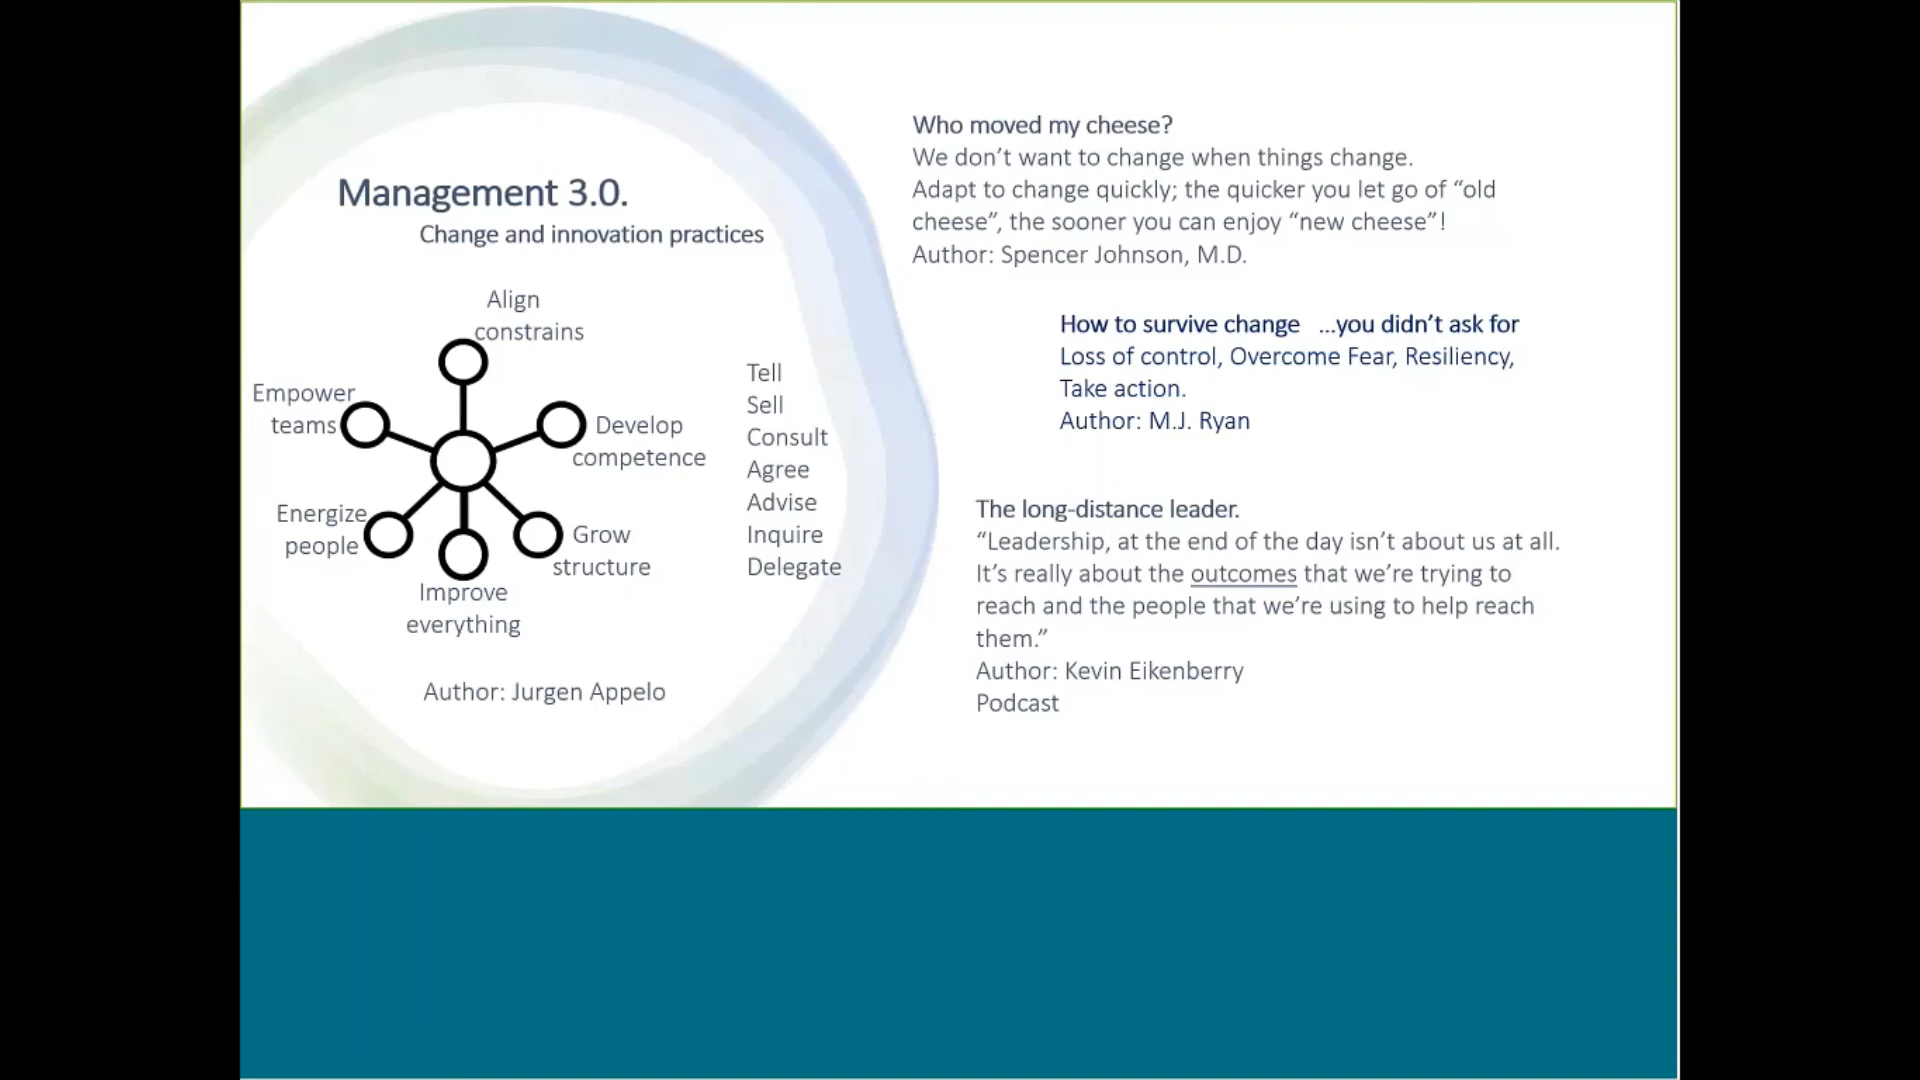 Management 3.0.
Change and innovation practices
Align
constrains
Empower
teams
Develop
competence
Energize
people
Grow
structure
Improve
everything
Author: Jurgen Appelo
Tell
Sell
Consult
Agree
Advise
Inquire
Delegate
Who moved my cheese?
We don’t want to change when things change.
Adapt to change quickly; the quicker you let go of “old
cheese”, the sooner you can enjoy “new cheese”!
Author: Spencer Johnson, M.D.
How to survive change ...you didn’t ask for
Loss of control, Overcome Fear, Resiliency,
Take action.
Author: M.J. Ryan
The long-distance leader.
“Leadership, at the end of the day isn’t about us at all.
It’s really about the outcomes that we’re trying to
reach and the people that we’re using to help reach
them.”
Author: Kevin Eikenberry
Podcast